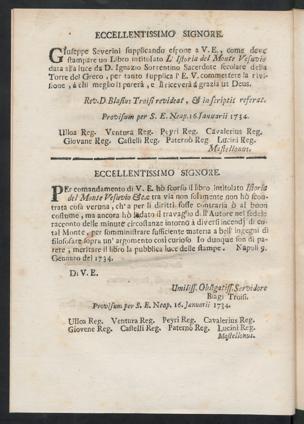 ECCELLENTISSIMO SIGNORE.
GIuseppe Severini supplicando espone a V. E., come deve
stampare un Libro intitolato L' Istoria del Monte Vesuvio
data alla luce da D. Ignazio Sorrentino Sacerdote secolare della
Torre del Greco, per tanto supplica l'E. V. commettere la rivi-
sione, à chi meglio li parerà, e si riceverà à grazia ut Deus.
Rev. D. Blasius Troisi revideat, & in scriptis referat.
Provisum per S. E. Neap. 16. Januarii 1734.
Ulloa Reg. Ventura Reg. Peyri Reg. Cavalerius Reg.
Giovane Reg. Castelli Reg. Paternò Reg. Lucini Reg.
Mastellonus.
ECCELLENTISSIMO SIGNORE.
PEr comandamento di V. E. hò scorso il libro intitolato Istoria
del Monte Vesuvio &c. e tra via non solamente non hò scon-
trata cosa veruna, ch'a per li diritti fosse contraria ò al buon
costume, ma ancora hò lodato il travaglio dell'Autore nel fedele
racconto delle minute circostanze intorno à diversi incendj di co-
tal Monte, per somministrare sufficiente materia a bell' ingegni di
filosofare sopra un' argomento così curioso. Io dunque son di pa-
rere, meritare il libro la pubblica luce delle stampe. Napoli 9.
Gennaro del 1734.
Di V. E.
Umiliss. Obligatiss. Servidore
Biagi Troisi.
Provisum per S. E. Neap. 16. Januarii 1734.
Ulloa Reg. Ventura Reg. Peyri Reg. Cavalerius Reg.
Giovene Reg. Castelli Reg. Paternò Reg. Lucini Reg.
Mastellonus.